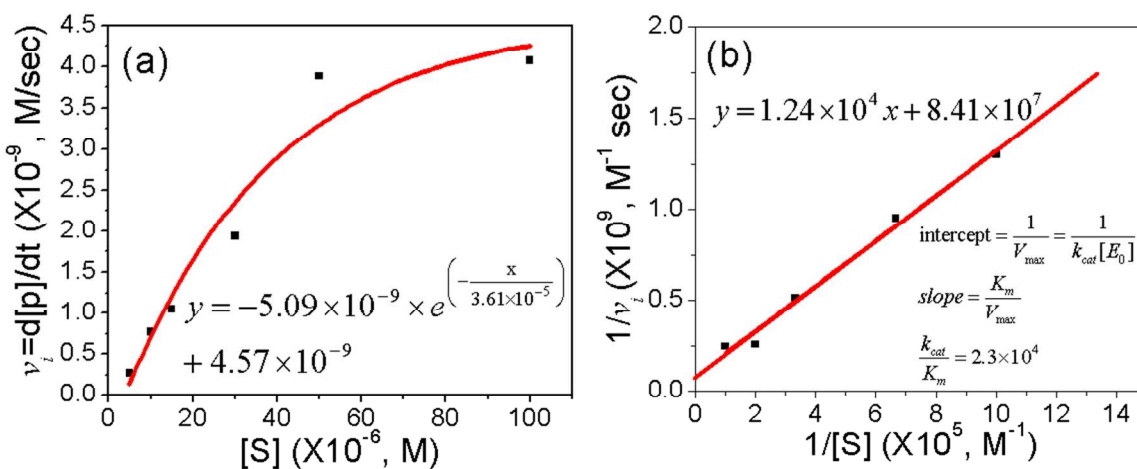 (a)
4.5
4.0
3.5
3.0
2.5
2.0
1.5
1.0
0.5
0.0
v_i=d[p]/dt (X10^-9, M/sec)
y = −5.09×10^-9 × e^(−x/3.61×10^-5)
+ 4.57×10^-9
0 20 40 60 80 100
[S] (X10^-6, M)
(b)
2.0
1.5
1.0
0.5
0.0
1/v_i (X10^9, M^-1 sec)
y = 1.24×10^4 x + 8.41×10^7
intercept = 1/V_max = 1/k_cat[E_0]
slope = K_m/V_max
k_cat/K_m = 2.3×10^4
0 2 4 6 8 10 12 14
1/[S] (X10^5, M^-1)